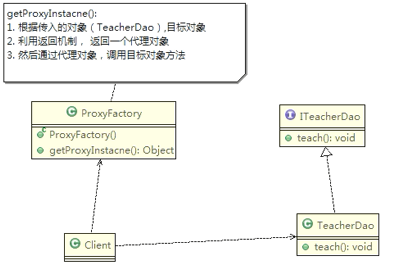 getProxyInstacne():
1. 根据传入的对象（TeacherDao）,目标对象
2. 利用返回机制， 返回一个代理对象
3. 然后通过代理对象，调用目标对象方法
C ProxyFactory
ProxyFactory()
getProxyInstacne(): Object
I ITeacherDao
teach(): void
C Client
C TeacherDao
teach(): void